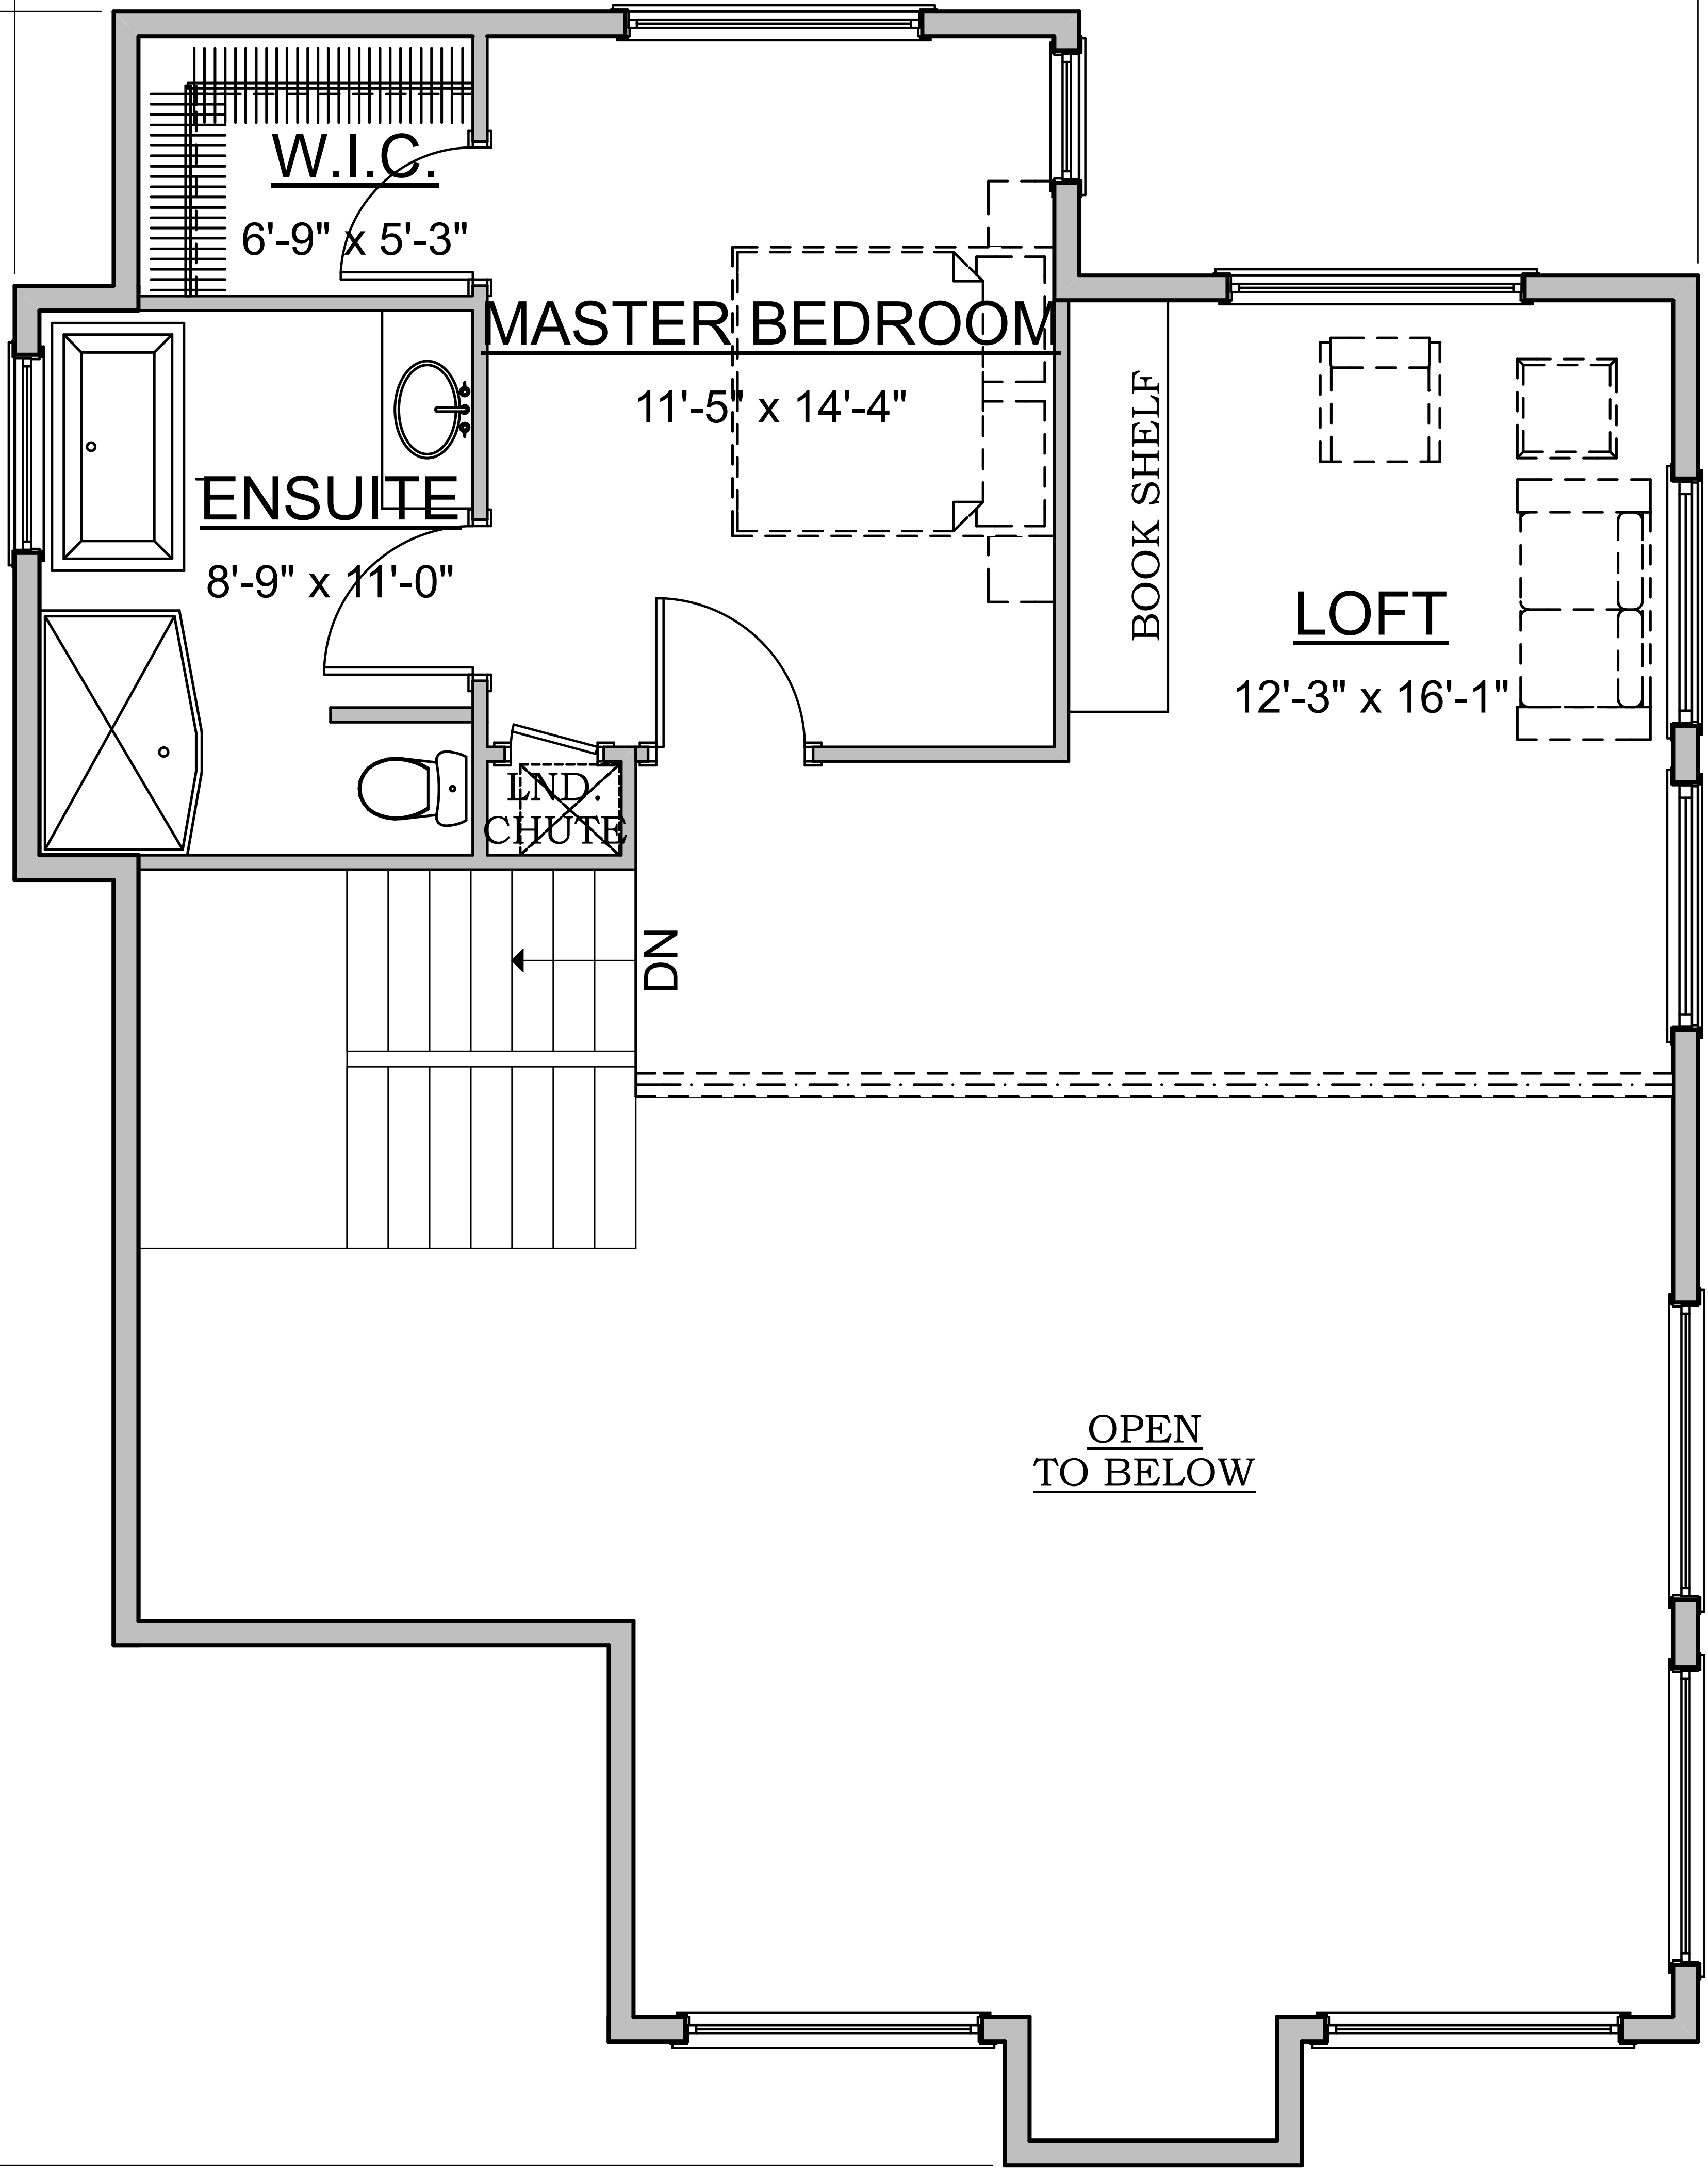 W.I.C.
6'-9" x 5'-3"
MASTER BEDROOM
11'-5" x 14'-4"
ENSUITE
8'-9" x 11'-0"
BOOK SHELF
LOFT
12'-3" x 16'-1"
LND.
CHUTE
DN
OPEN
TO BELOW